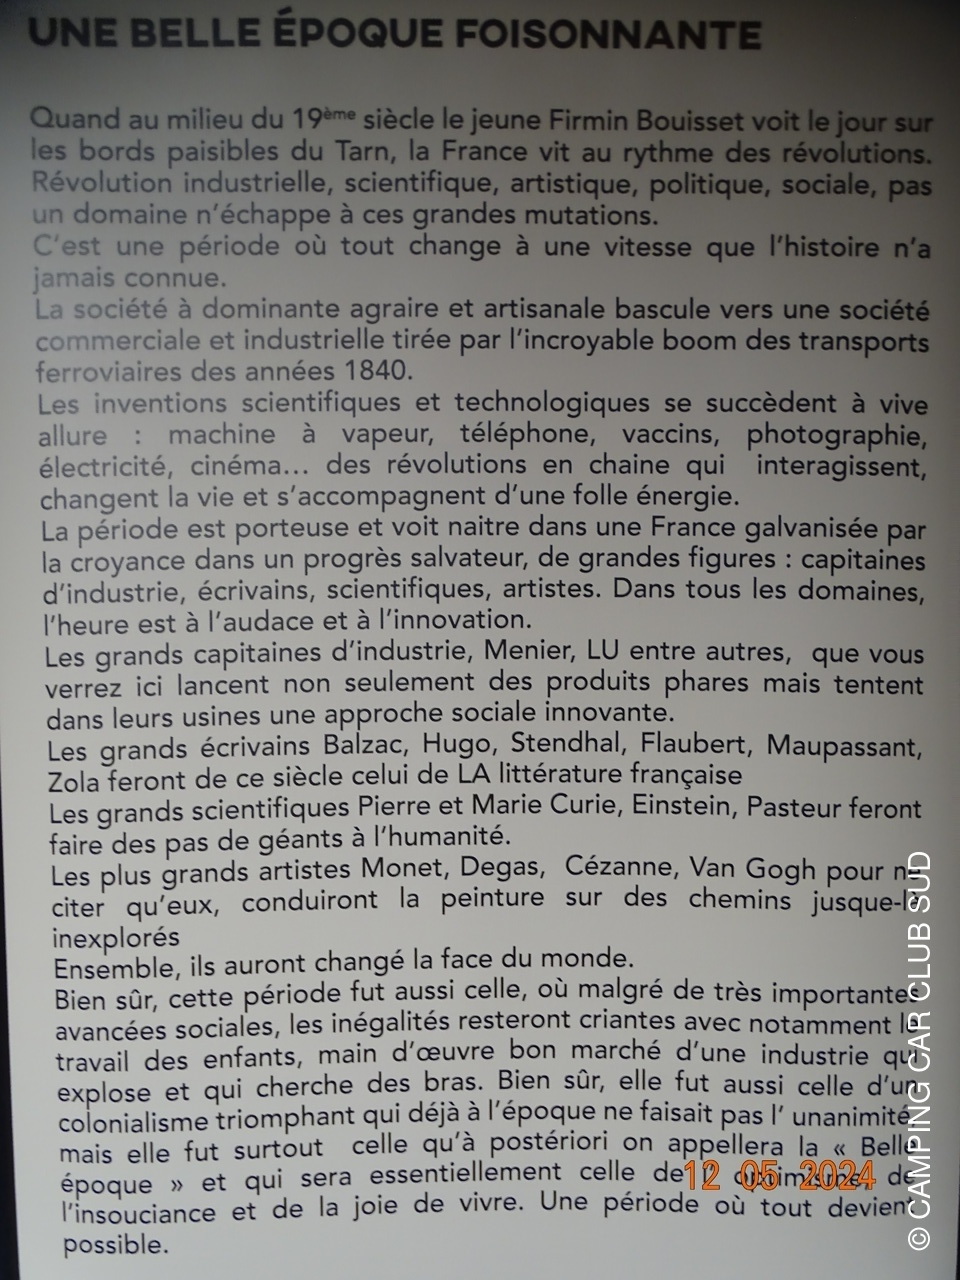 UNE BELLE ÉPOQUE FOISONNANTE
Quand au milieu du 19ème siècle le jeune Firmin Bouisset voit le jour sur
les bords paisibles du Tarn, la France vit au rythme des révolutions.
Révolution industrielle, scientifique, artistique, politique, sociale, pas
un domaine n'échappe à ces grandes mutations.
C'est une période où tout change à une vitesse que l'histoire n'a
jamais connue.
La société à dominante agraire et artisanale bascule vers une société
commerciale et industrielle tirée par l'incroyable boom des transports
ferroviaires des années 1840.
Les inventions scientifiques et technologiques se succèdent à vive
allure : machine à vapeur, téléphone, vaccins, photographie,
électricité, cinéma... des révolutions en chaine qui interagissent,
changent la vie et s'accompagnent d'une folle énergie.
La période est porteuse et voit naitre dans une France galvanisée par
la croyance dans un progrès salvateur, de grandes figures : capitaines
d'industrie, écrivains, scientifiques, artistes. Dans tous les domaines,
l'heure est à l'audace et à l'innovation.
Les grands capitaines d'industrie, Menier, LU entre autres, que vous
verrez ici lancent non seulement des produits phares mais tentent
dans leurs usines une approche sociale innovante.
Les grands écrivains Balzac, Hugo, Stendhal, Flaubert, Maupassant,
Zola feront de ce siècle celui de LA littérature française
Les grands scientifiques Pierre et Marie Curie, Einstein, Pasteur feront
faire des pas de géants à l'humanité.
Les plus grands artistes Monet, Degas, Cézanne, Van Gogh pour ne
citer qu'eux, conduiront la peinture sur des chemins jusque-là
inexplorés
Ensemble, ils auront changé la face du monde.
Bien sûr, cette période fut aussi celle, où malgré de très importantes
avancées sociales, les inégalités resteront criantes avec notamment le
travail des enfants, main d'œuvre bon marché d'une industrie qui
explose et qui cherche des bras. Bien sûr, elle fut aussi celle d'un
colonialisme triomphant qui déjà à l'époque ne faisait pas l' unanimité
mais elle fut surtout celle qu'à postériori on appellera la « Belle
époque » et qui sera essentiellement celle de l'optimisme, de
l'insouciance et de la joie de vivre. Une période où tout devient
possible.
12 05 2024
© CAMPING CAR CLUB SUD